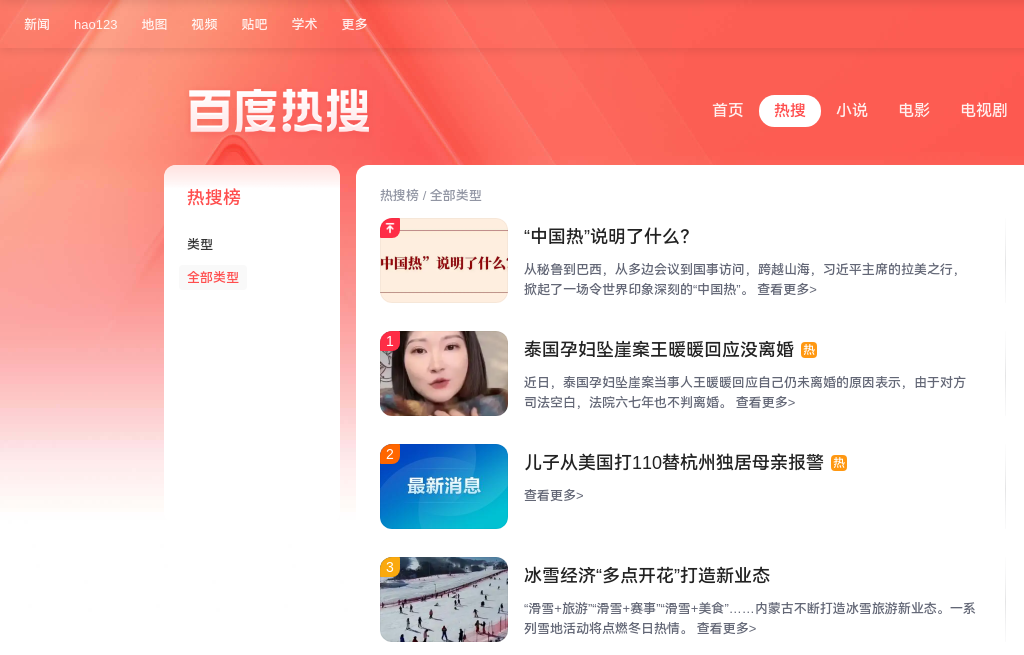 新闻 hao123 地图 视频 贴吧 学术 更多
百度热搜
首页 热搜 小说 电影 电视剧
热搜榜
类型
全部类型
热搜榜 / 全部类型
中国热”说明了什么?
“中国热”说明了什么？
从秘鲁到巴西，从多边会议到国事访问，跨越山海，习近平主席的拉美之行，
掀起了一场令世界印象深刻的“中国热”。 查看更多>
1
泰国孕妇坠崖案王暖暖回应没离婚 热
近日，泰国孕妇坠崖案当事人王暖暖回应自己仍未离婚的原因表示，由于对方
司法空白，法院六七年也不判离婚。 查看更多>
2
最新消息
儿子从美国打110替杭州独居母亲报警 热
查看更多>
3
冰雪经济“多点开花”打造新业态
“滑雪+旅游”“滑雪+赛事”“滑雪+美食”……内蒙古不断打造冰雪旅游新业态。一系
列雪地活动将点燃冬日热情。 查看更多>